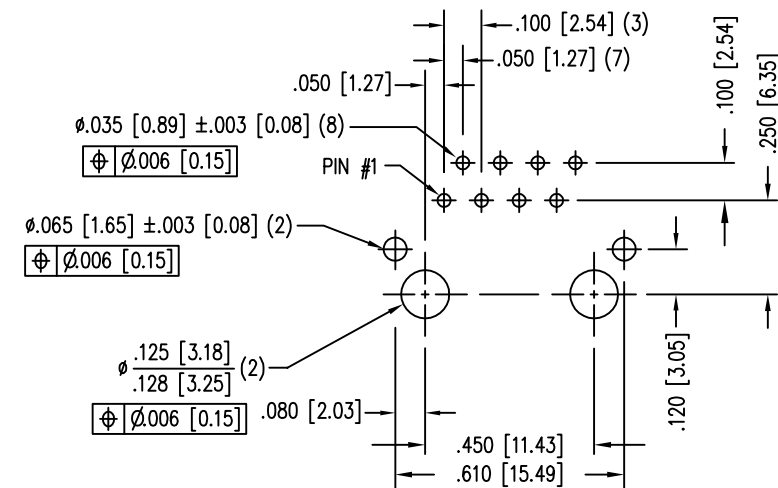 .100 [2.54] (3)
.050 [1.27] (7)
.050 [1.27]
.100 [2.54]
.250 [6.35]
ø.035 [0.89] ±.003 [0.08] (8)
⌖ Ø.006 [0.15]
PIN #1
ø.065 [1.65] ±.003 [0.08] (2)
⌖ Ø.006 [0.15]
ø .125 [3.18]
.128 [3.25] (2)
⌖ Ø.006 [0.15]
.080 [2.03]
.120 [3.05]
.450 [11.43]
.610 [15.49]